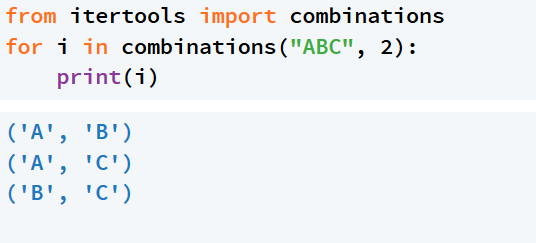 from itertools import combinations
for i in combinations("ABC", 2):
    print(i)
('A', 'B')
('A', 'C')
('B', 'C')